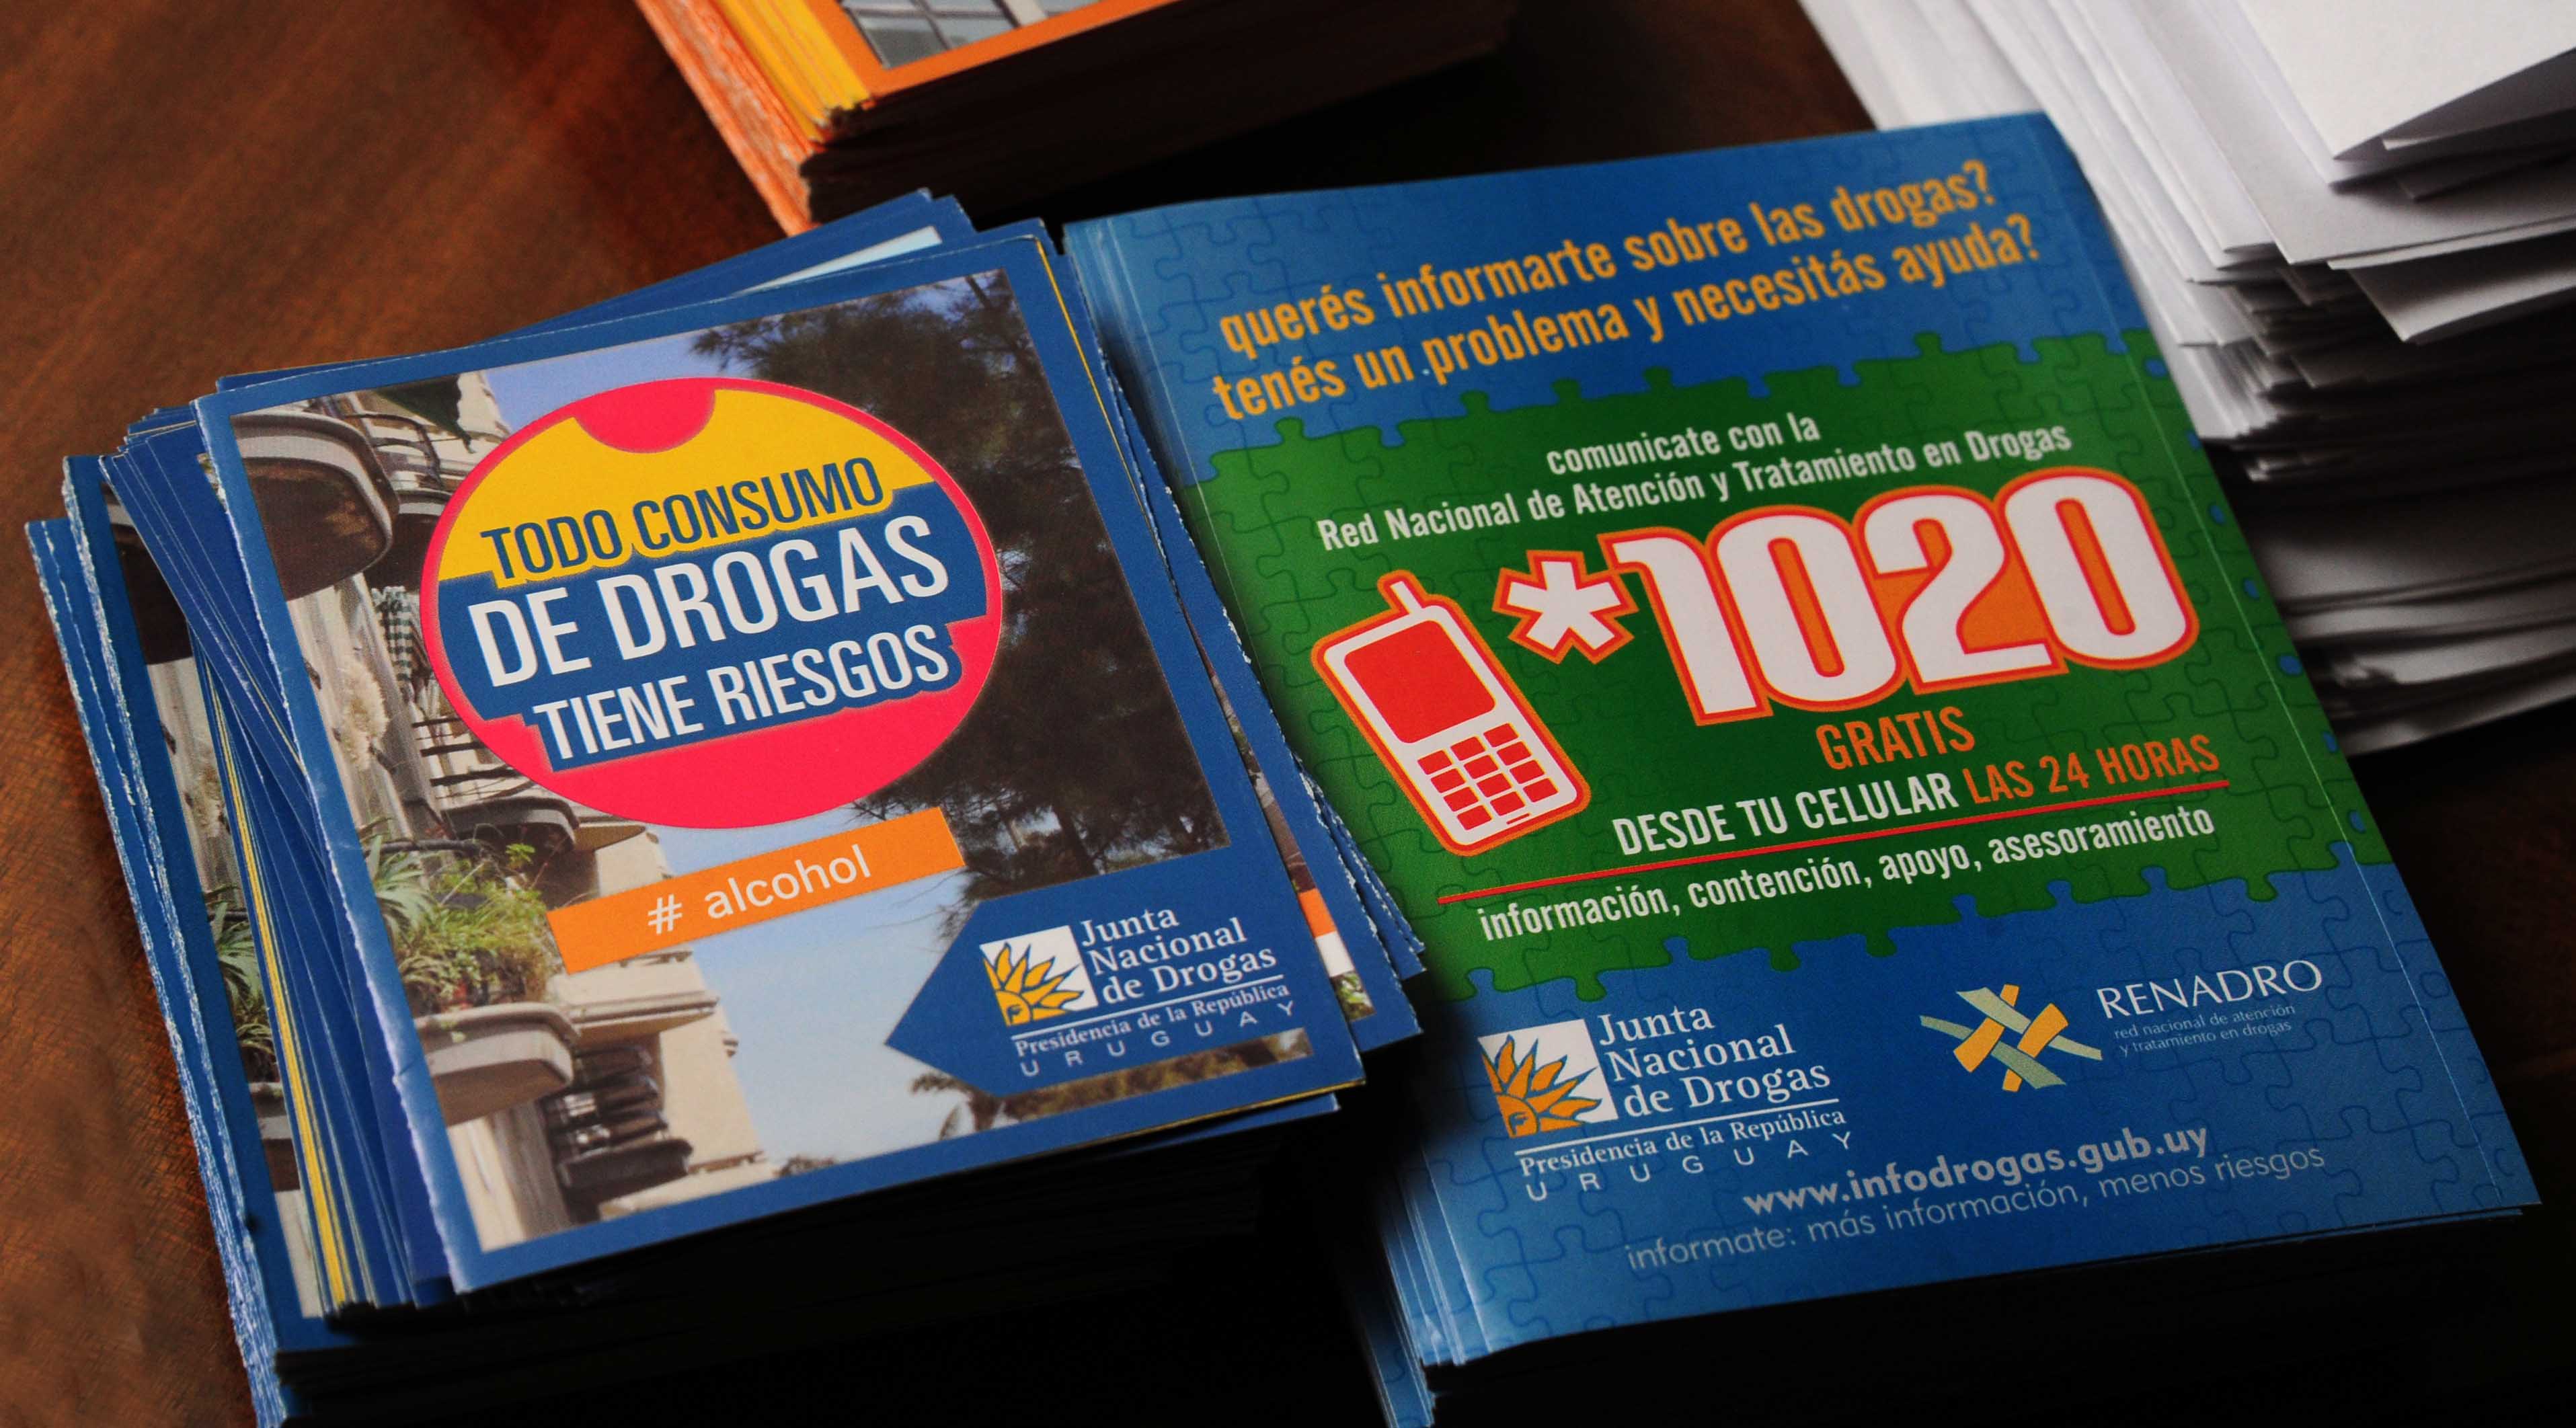 TODO CONSUMO
DE DROGAS
TIENE RIESGOS
# alcohol
Junta
Nacional
de Drogas
Presidencia de la República
URUGUAY
querés informarte sobre las drogas?
tenés un problema y necesitás ayuda?
comunicate con la
Red Nacional de Atención y Tratamiento en Drogas
*1020
GRATIS
DESDE TU CELULAR LAS 24 HORAS
información, contención, apoyo, asesoramiento
Junta
Nacional
de Drogas
Presidencia de la República
URUGUAY
RENADRO
red nacional de atención
y tratamiento en drogas
www.infodrogas.gub.uy
informate: más información, menos riesgos